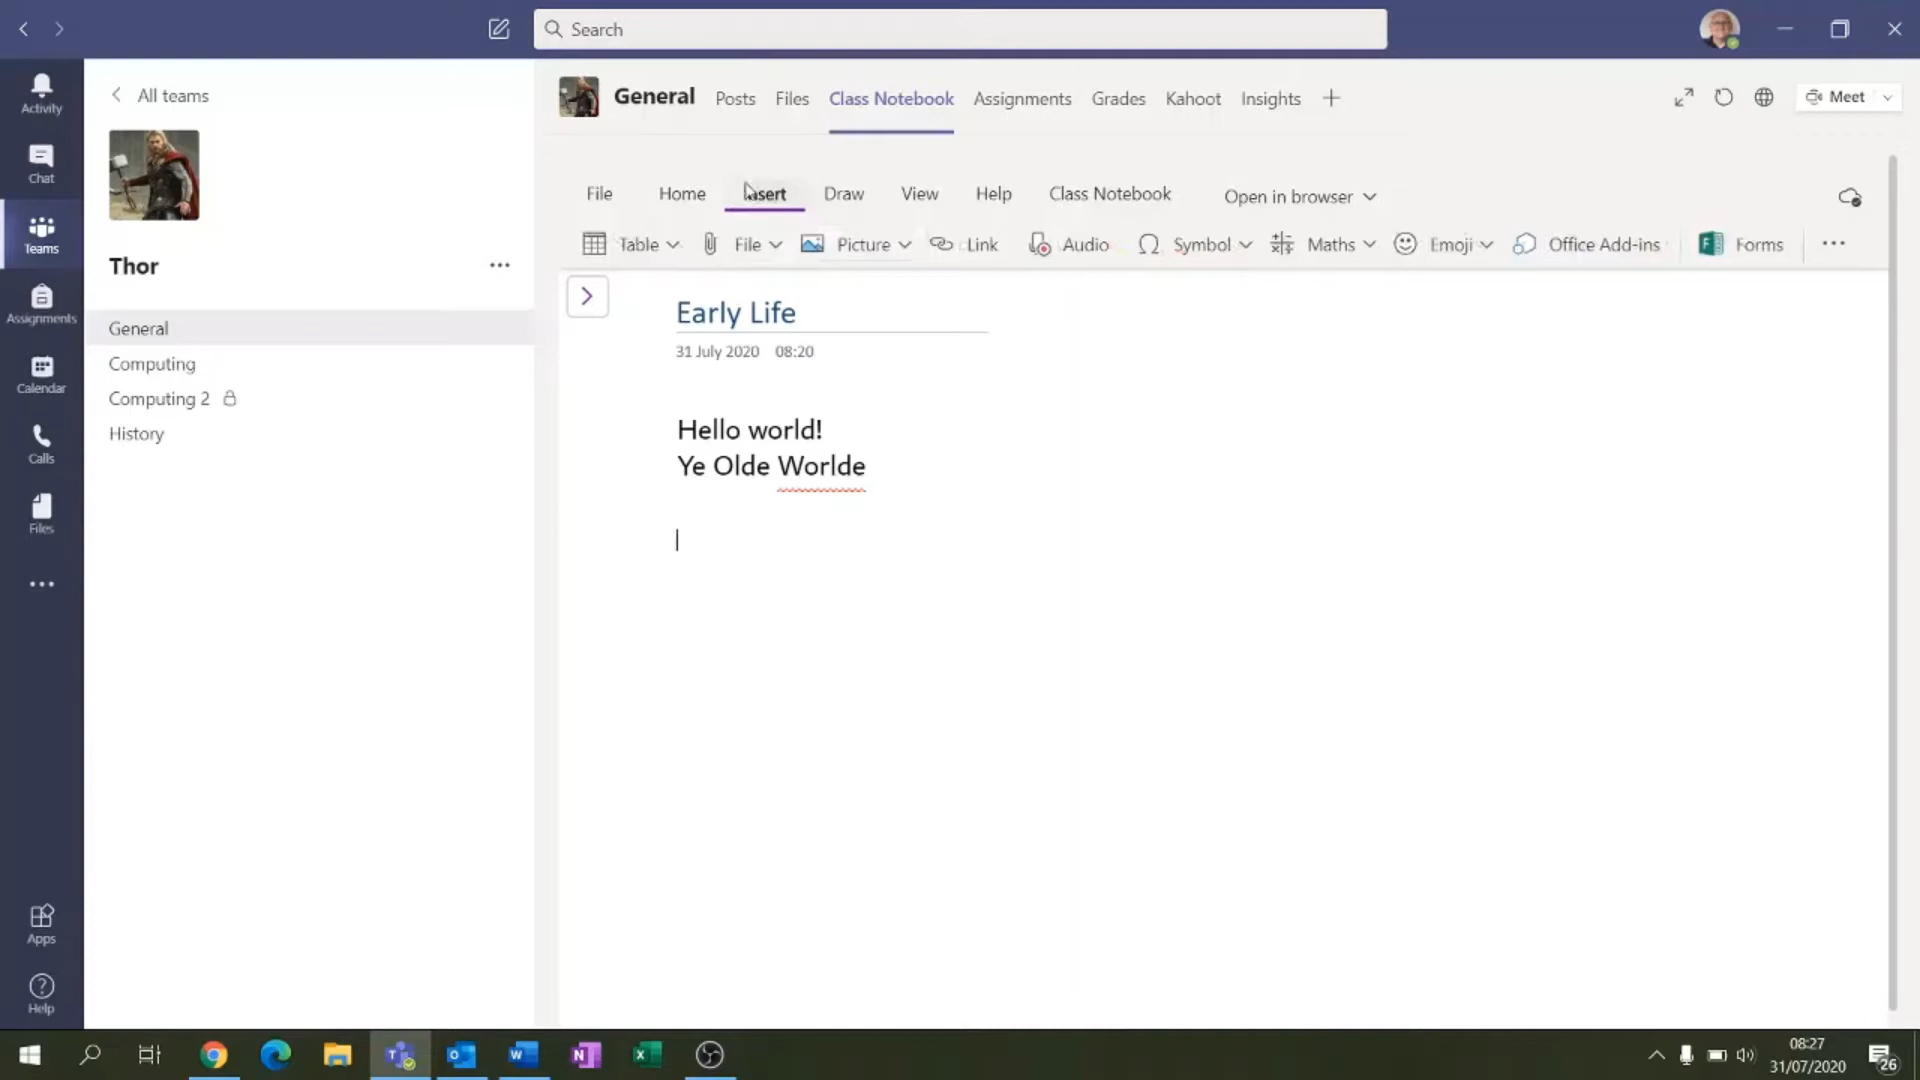 Search
Activity
Chat
Teams
Assignments
Calendar
Calls
Files
Apps
Help
All teams
Thor
General
Computing
Computing 2
History
General Posts Files Class Notebook Assignments Grades Kahoot Insights
Meet
File Home Insert Draw View Help Class Notebook Open in browser
Table File Picture Link Audio Symbol Maths Emoji Office Add-ins Forms
Early Life
31 July 2020 08:20
Hello world!
Ye Olde Worlde
08:27
31/07/2020
26